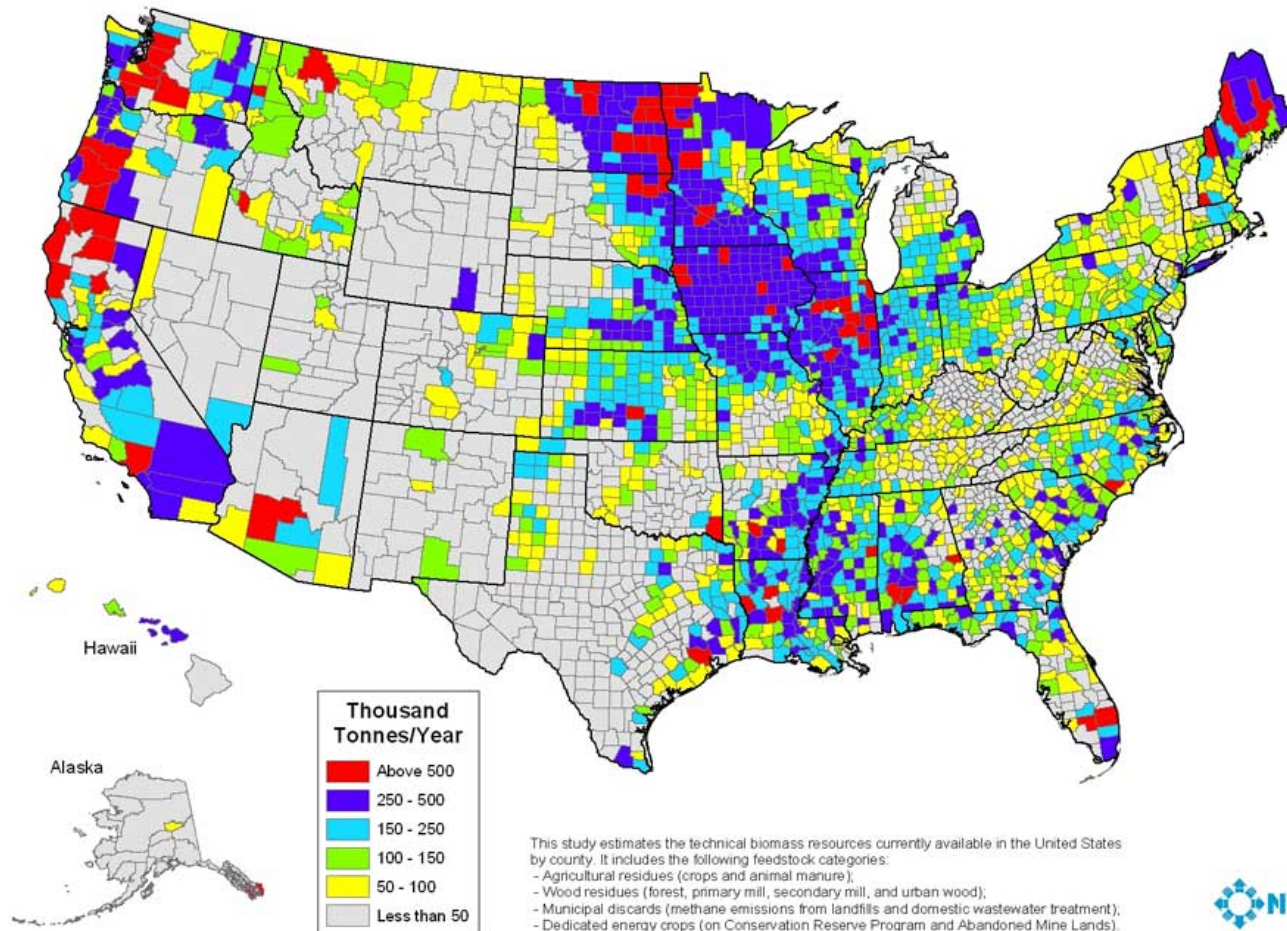 Hawaii
Alaska
Thousand
Tonnes/Year
Above 500
250 - 500
150 - 250
100 - 150
50 - 100
Less than 50
This study estimates the technical biomass resources currently available in the United States
by county. It includes the following feedstock categories:
- Agricultural residues (crops and animal manure);
- Wood residues (forest, primary mill, secondary mill, and urban wood);
- Municipal discards (methane emissions from landfills and domestic wastewater treatment);
- Dedicated energy crops (on Conservation Reserve Program and Abandoned Mine Lands).
N